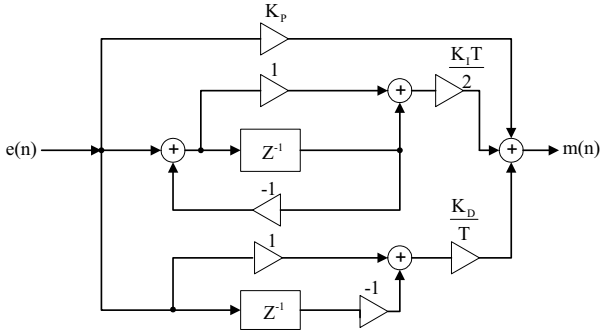 K_P
1
K_I T
2
+
e(n)
+
Z^-1
+
m(n)
-1
K_D
T
1
+
-1
Z^-1